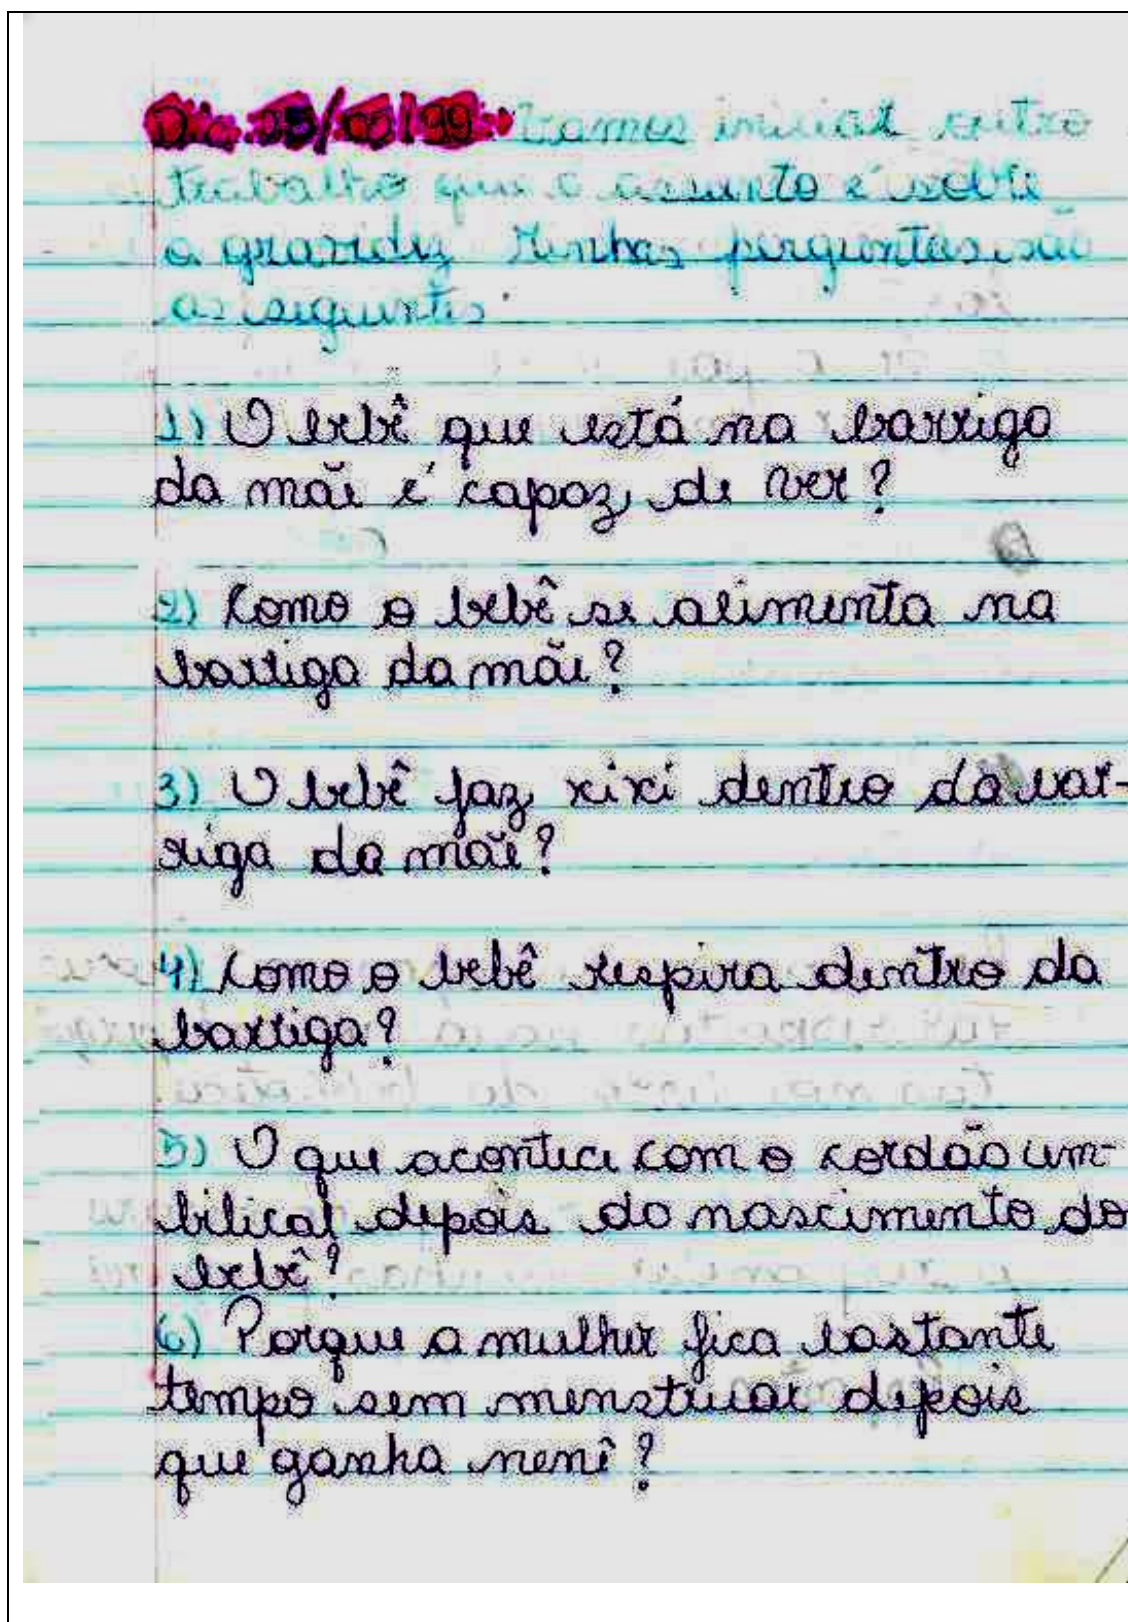 Dia 25/ /99 Vamos iniciar outro
trabalho que o assunto é sobre
a gravidez Minhas perguntas são
as seguintes:
1) O bebê que está na barriga
da mãe é capaz de ver?
2) Como o bebê se alimenta na
barriga da mãe?
3) O bebê faz xixi dentro da bar-
riga da mãe?
4) Como o bebê respira dentro da
barriga?
5) O que acontece com o cordão um-
bilical depois do nascimento do
bebê?
6) Porque a mulher fica bastante
tempo sem menstruar depois
que ganha nenê?